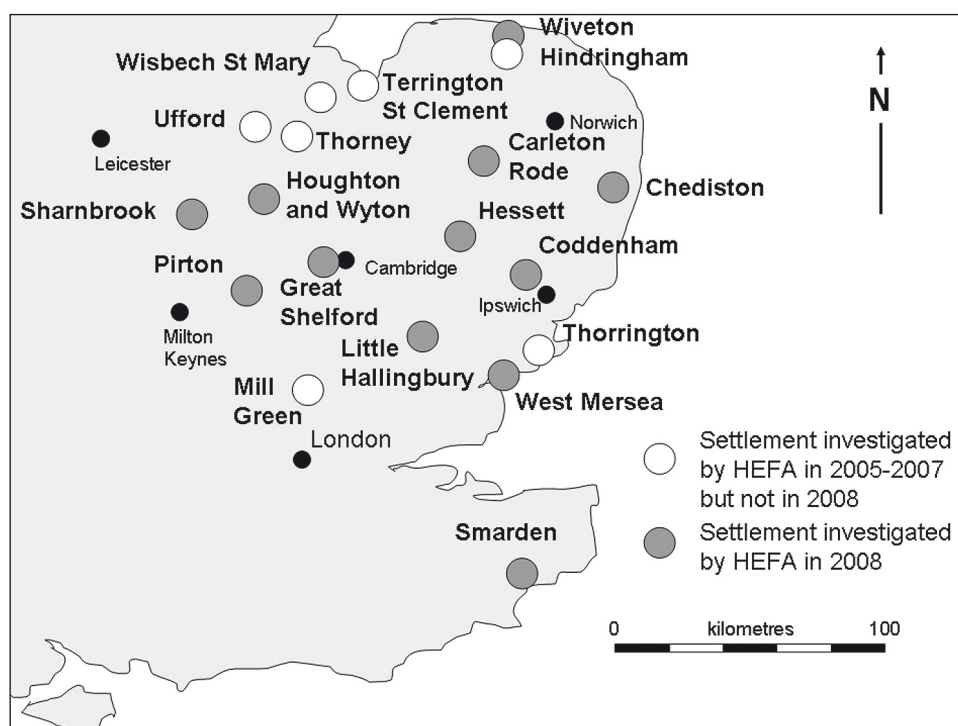 Wiveton
Hindringham
Wisbech St Mary
Terrington
St Clement
N
Ufford
Thorney
Norwich
Leicester
Carleton
Rode
Houghton
and Wyton
Chediston
Sharnbrook
Hessett
Coddenham
Pirton
Cambridge
Great
Shelford
Ipswich
Milton
Keynes
Little
Hallingbury
Thorrington
Mill
Green
West Mersea
London
Settlement investigated
by HEFA in 2005-2007
but not in 2008
Settlement investigated
by HEFA in 2008
Smarden
0 kilometres 100